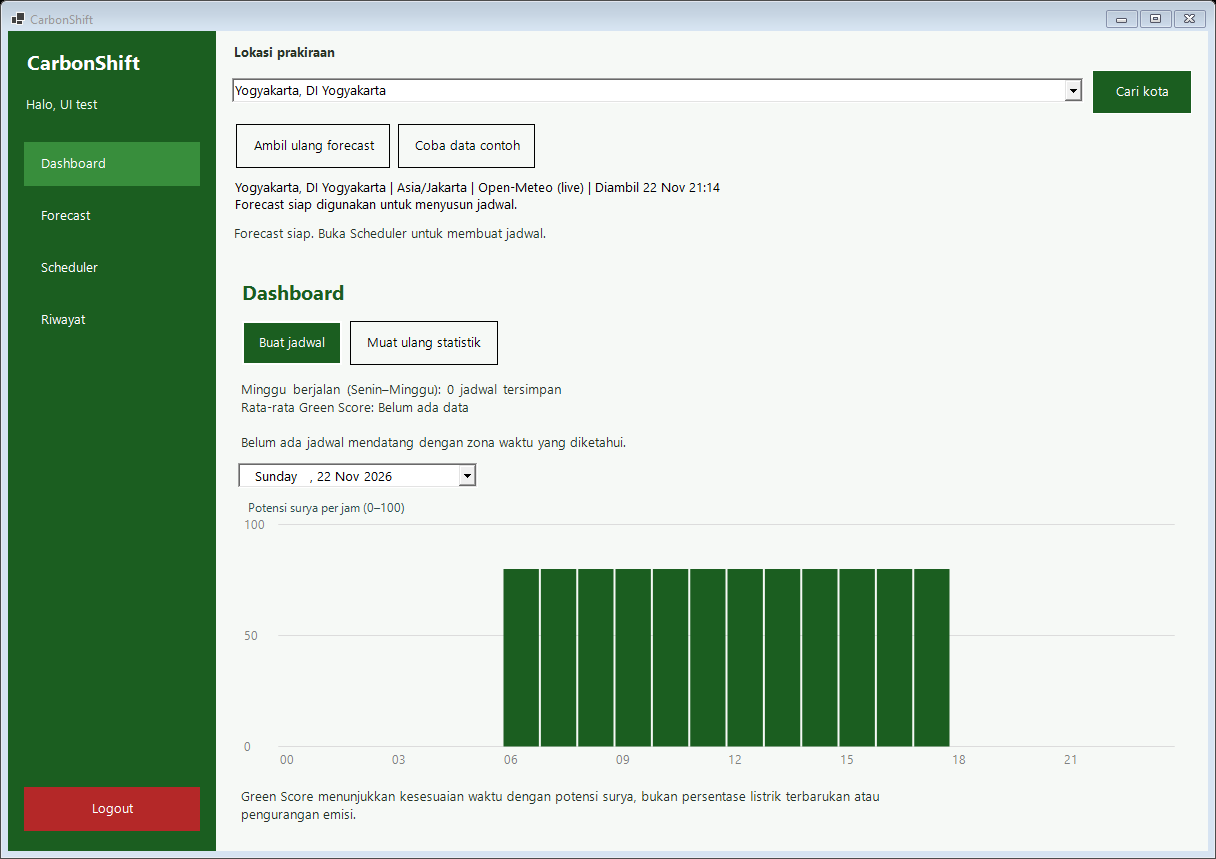 CarbonShift
CarbonShift
Halo, UI test
Dashboard
Forecast
Scheduler
Riwayat
Logout
Lokasi prakiraan
Yogyakarta, DI Yogyakarta
Cari kota
Ambil ulang forecast
Coba data contoh
Yogyakarta, DI Yogyakarta | Asia/Jakarta | Open-Meteo (live) | Diambil 22 Nov 21:14
Forecast siap digunakan untuk menyusun jadwal.
Forecast siap. Buka Scheduler untuk membuat jadwal.
Dashboard
Buat jadwal
Muat ulang statistik
Minggu berjalan (Senin–Minggu): 0 jadwal tersimpan
Rata-rata Green Score: Belum ada data
Belum ada jadwal mendatang dengan zona waktu yang diketahui.
Sunday , 22 Nov 2026
Potensi surya per jam (0–100)
100
50
0
00 03 06 09 12 15 18 21
Green Score menunjukkan kesesuaian waktu dengan potensi surya, bukan persentase listrik terbarukan atau
pengurangan emisi.